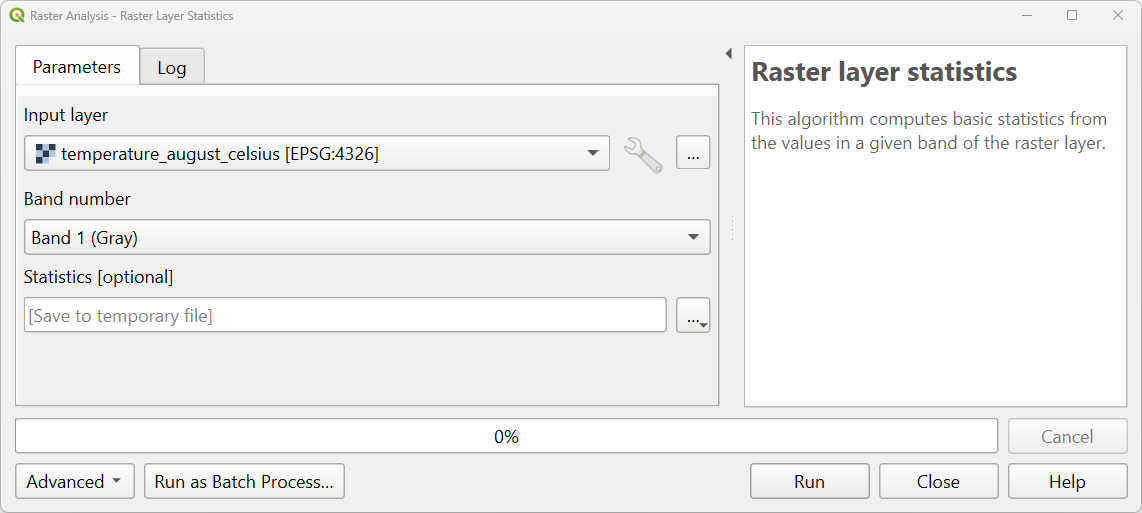 Raster Analysis - Raster Layer Statistics
Parameters
Log
Input layer
temperature_august_celsius [EPSG:4326]
...
Band number
Band 1 (Gray)
Statistics [optional]
[Save to temporary file]
...
Raster layer statistics
This algorithm computes basic statistics from
the values in a given band of the raster layer.
0%
Cancel
Advanced
Run as Batch Process...
Run
Close
Help